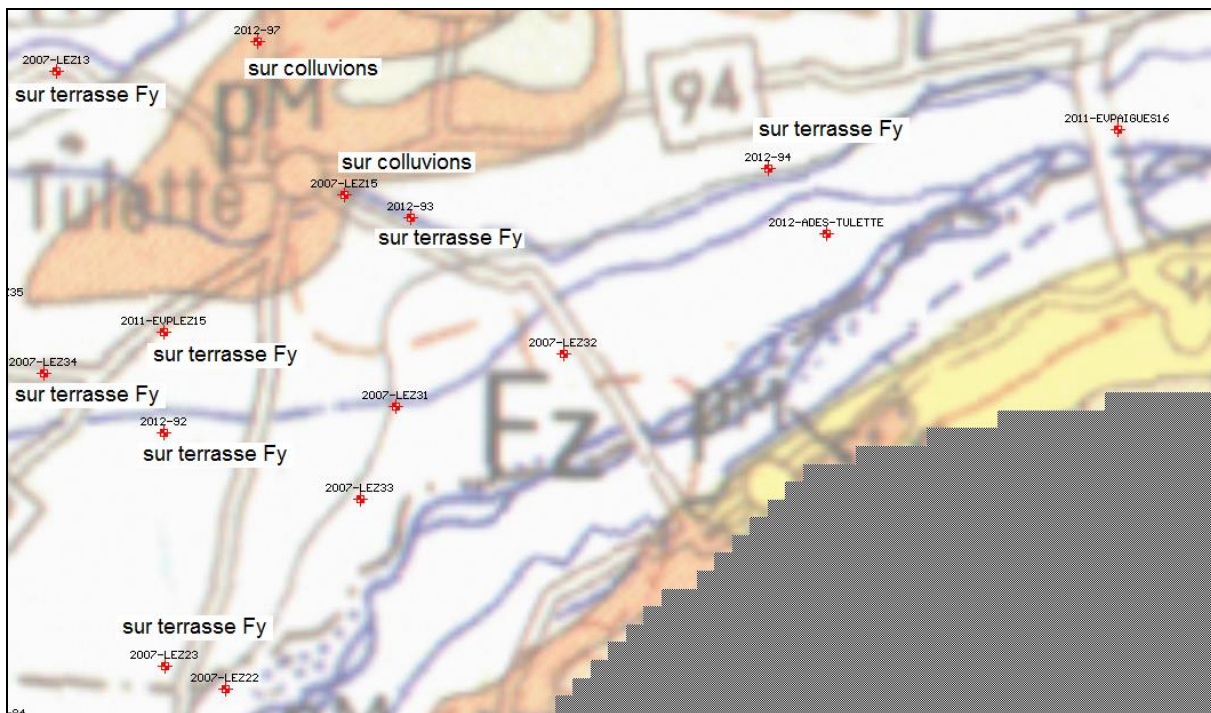 2012-97
2007-LEZ13
sur colluvions
sur terrasse Fy
pM
94
sur terrasse Fy
2011-EVPAIGUES16
sur colluvions
2012-94
Tulette
2007-LEZ15
2012-93
2012-ADES-TULETTE
sur terrasse Fy
2011-EVPLEZ15
sur terrasse Fy
2007-LEZ32
2007-LEZ34
sur terrasse Fy
2007-LEZ31
Fz
2012-92
sur terrasse Fy
2007-LEZ33
sur terrasse Fy
2007-LEZ23
2007-LEZ22